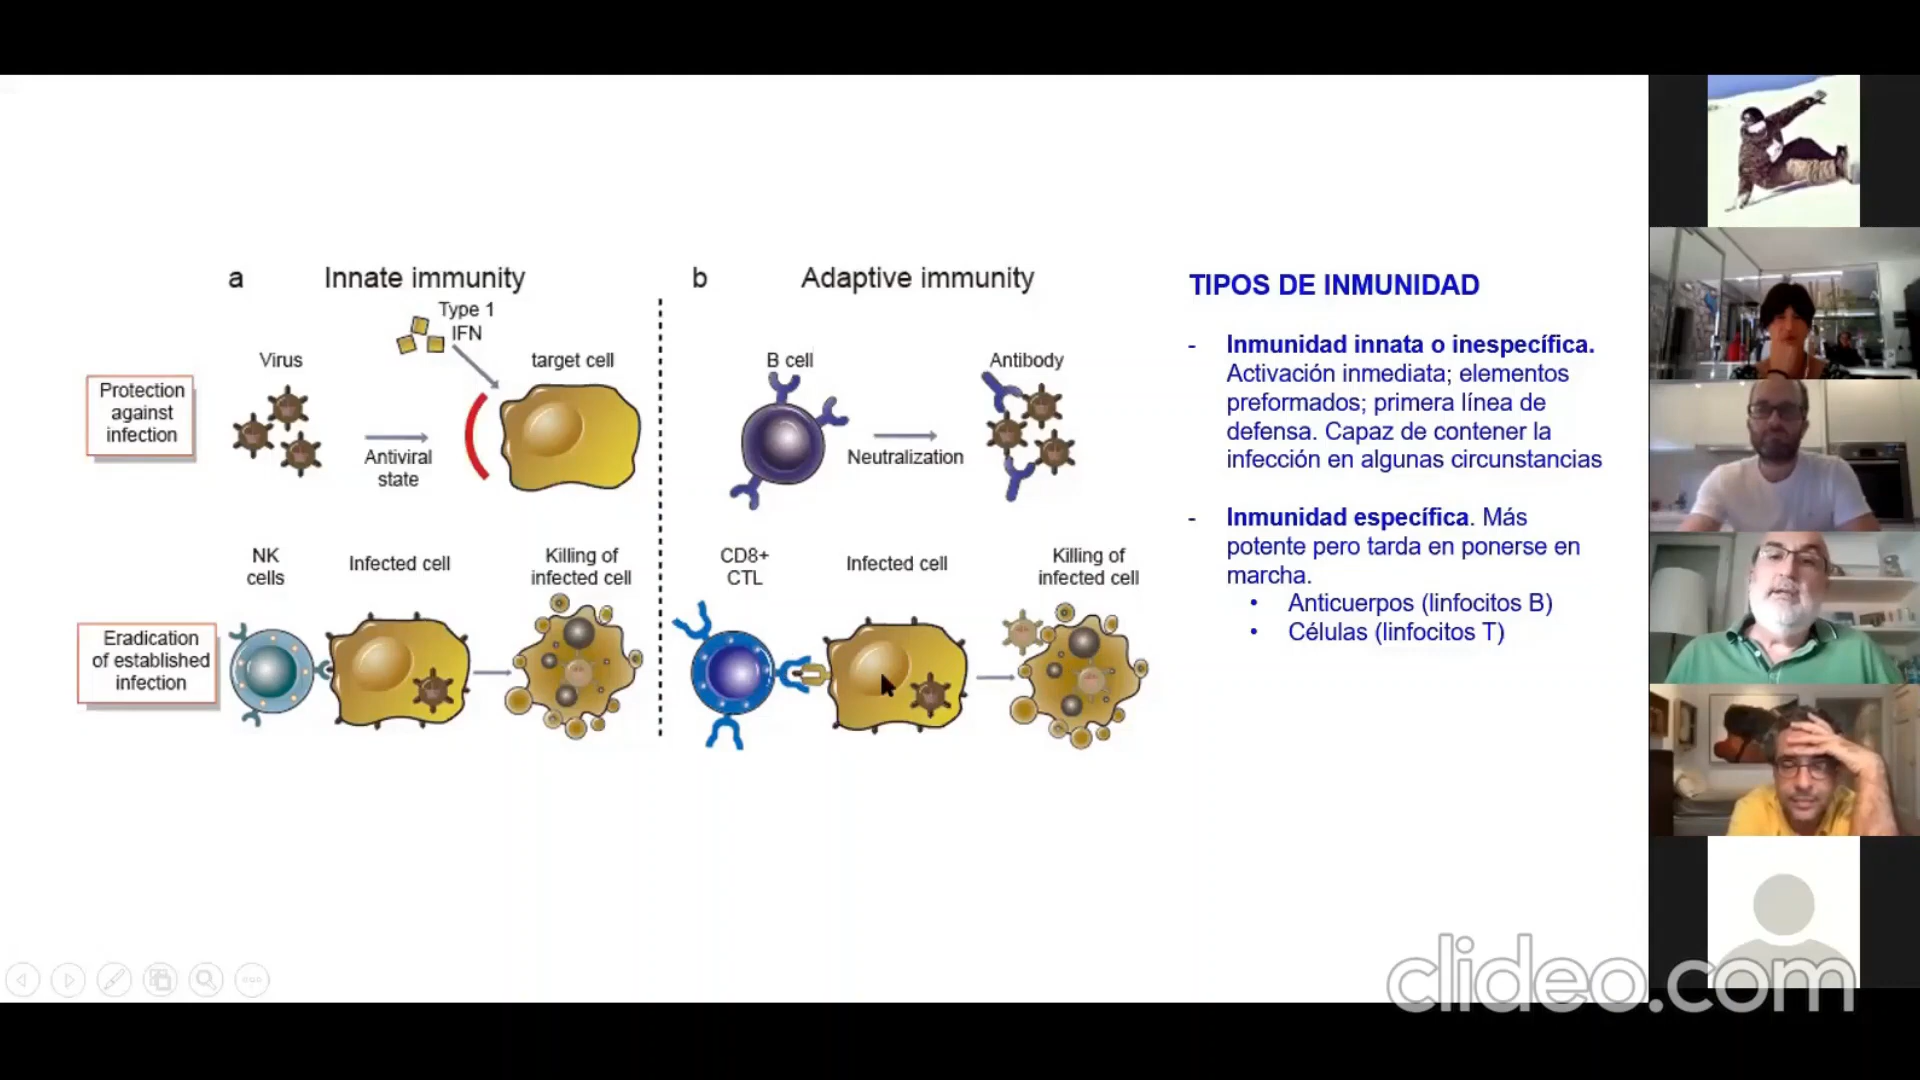 a
Innate immunity
Type 1
IFN
Virus
target cell
Protection
against
infection
Antiviral
state
NK
cells
Infected cell
Killing of
infected cell
Eradication
of established
infection
b
Adaptive immunity
B cell
Antibody
Neutralization
CD8+
CTL
Infected cell
Killing of
infected cell
TIPOS DE INMUNIDAD
- Inmunidad innata o inespecífica.
Activación inmediata; elementos
preformados; primera línea de
defensa. Capaz de contener la
infección en algunas circunstancias
- Inmunidad específica. Más
potente pero tarda en ponerse en
marcha.
• Anticuerpos (linfocitos B)
• Células (linfocitos T)
clideo.com